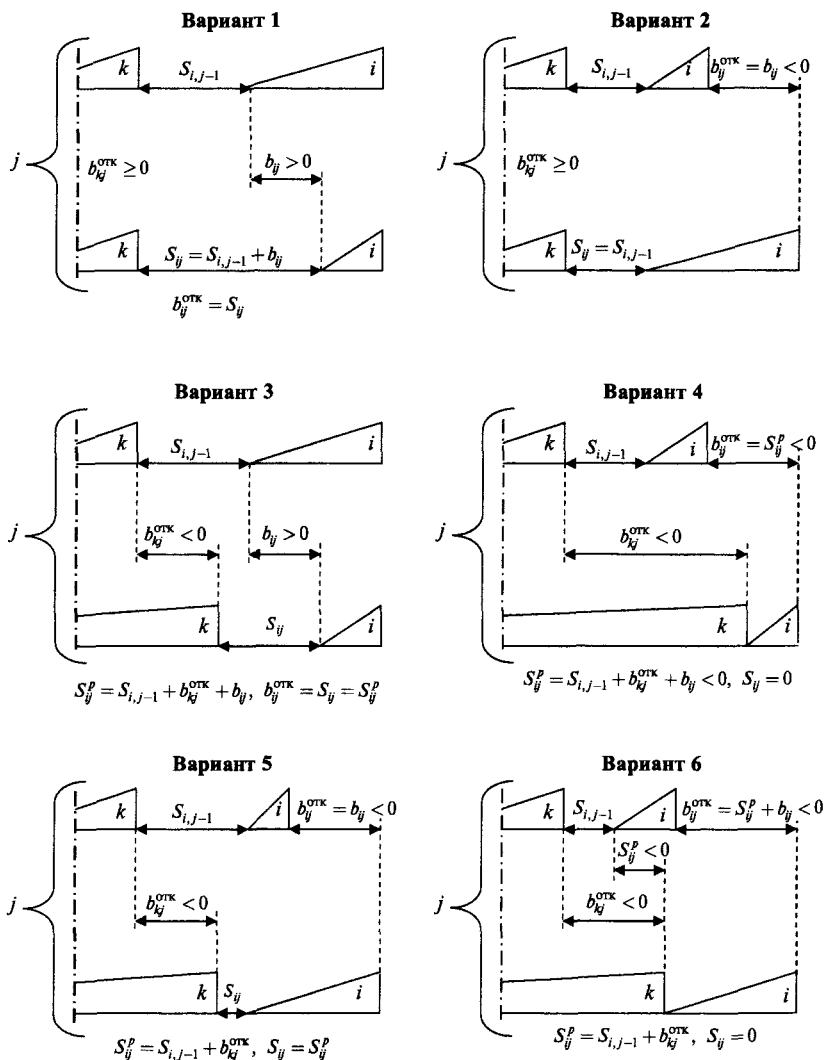 Вариант 1
k
S_{i,j−1}
i
j
b_{kj}^{отк} ≥ 0
b_{ij} > 0
k
S_{ij} = S_{i,j−1} + b_{ij}
i
b_{ij}^{отк} = S_{ij}
Вариант 2
k
S_{i,j−1}
i
b_{ij}^{отк} = b_{ij} < 0
j
b_{kj}^{отк} ≥ 0
k
S_{ij} = S_{i,j−1}
i
Вариант 3
k
S_{i,j−1}
i
j
b_{kj}^{отк} < 0
b_{ij} > 0
k
S_{ij}
i
S_{ij}^{p} = S_{i,j−1} + b_{kj}^{отк} + b_{ij}, b_{ij}^{отк} = S_{ij} = S_{ij}^{p}
Вариант 4
k
S_{i,j−1}
i
b_{ij}^{отк} = S_{ij}^{p} < 0
j
b_{kj}^{отк} < 0
k
i
S_{ij}^{p} = S_{i,j−1} + b_{kj}^{отк} + b_{ij} < 0, S_{ij} = 0
Вариант 5
k
S_{i,j−1}
i
b_{ij}^{отк} = b_{ij} < 0
j
b_{kj}^{отк} < 0
k
S_{ij}
i
S_{ij}^{p} = S_{i,j−1} + b_{kj}^{отк}, S_{ij} = S_{ij}^{p}
Вариант 6
k
S_{i,j−1}
i
b_{ij}^{отк} = S_{ij}^{p} + b_{ij} < 0
S_{ij}^{p} < 0
j
b_{kj}^{отк} < 0
k
i
S_{ij}^{p} = S_{i,j−1} + b_{kj}^{отк}, S_{ij} = 0